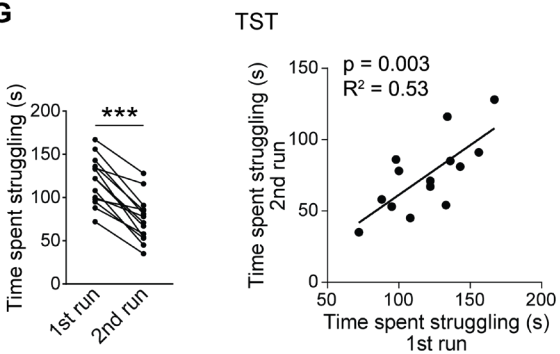 G
TST
Time spent struggling (s)
200
150
100
50
0
***
1st run
2nd run
Time spent struggling (s)
2nd run
150
100
50
0
p = 0.003
R² = 0.53
50
100
150
200
Time spent struggling (s)
1st run